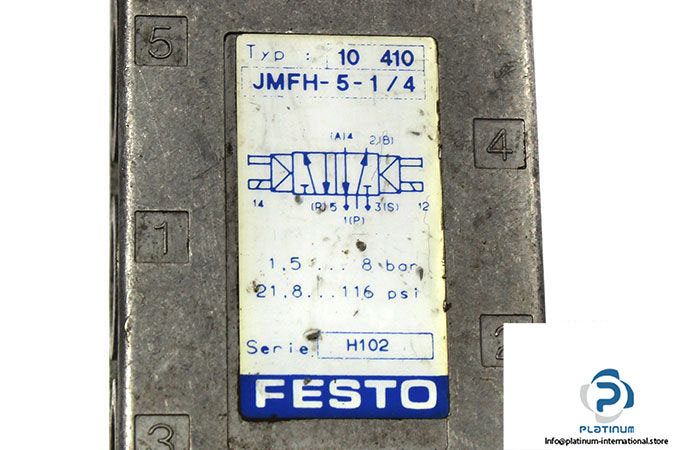 5
Typ : 10 410
JMFH-5-1/4
(A)4 2(B)
4
14 (R)5 3(S) 12
1(P)
1
1,5 ... 8 bar
21,8 ... 116 psi
2
Serie H102
FESTO
3
PLATINUM
info@platinum-international.store